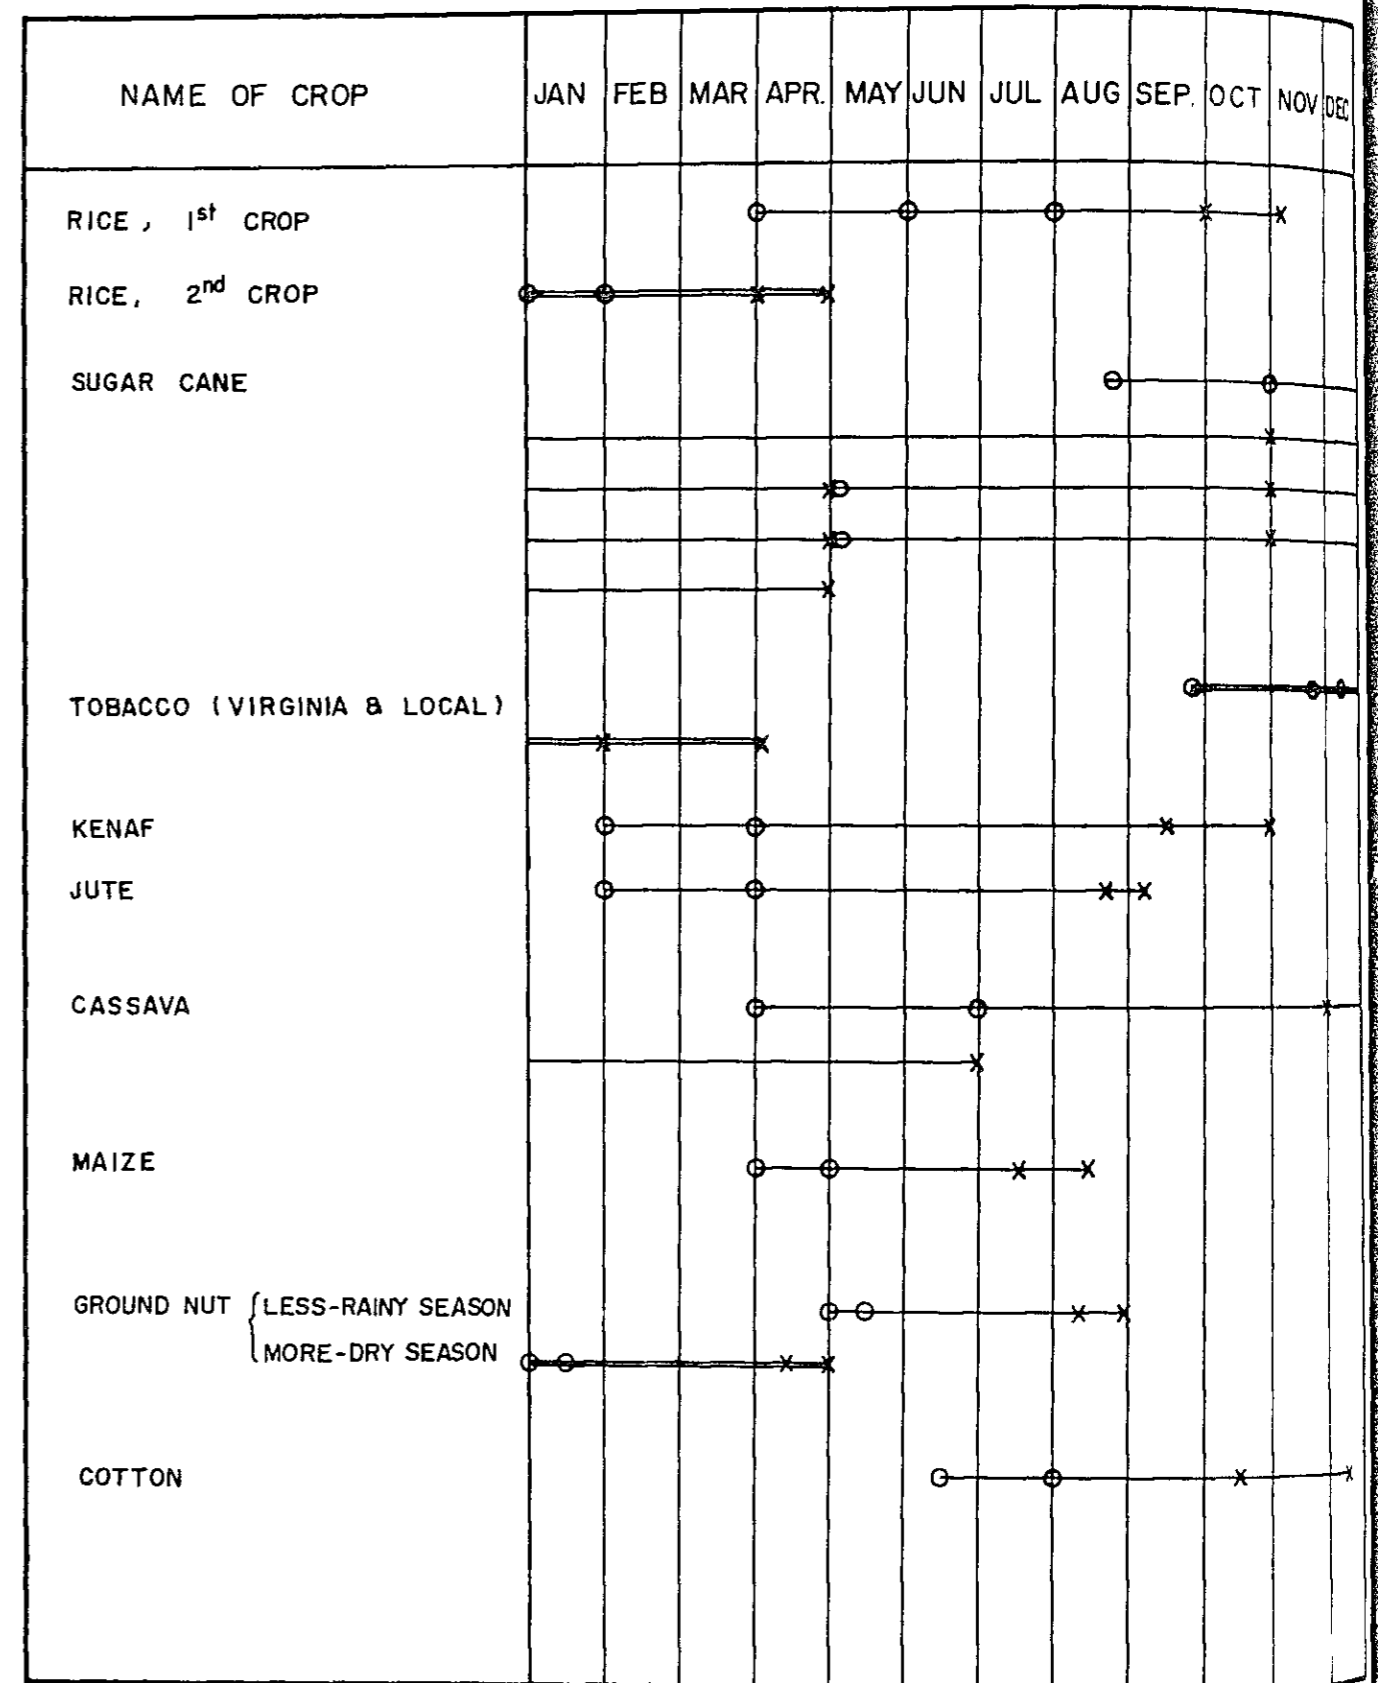 NAME OF CROP JAN FEB MAR APR. MAY JUN JUL AUG SEP. OCT NOV DEC
RICE, 1st CROP
RICE, 2nd CROP
SUGAR CANE
TOBACCO (VIRGINIA & LOCAL)
KENAF
JUTE
CASSAVA
MAIZE
GROUND NUT { LESS-RAINY SEASON
MORE-DRY SEASON
COTTON